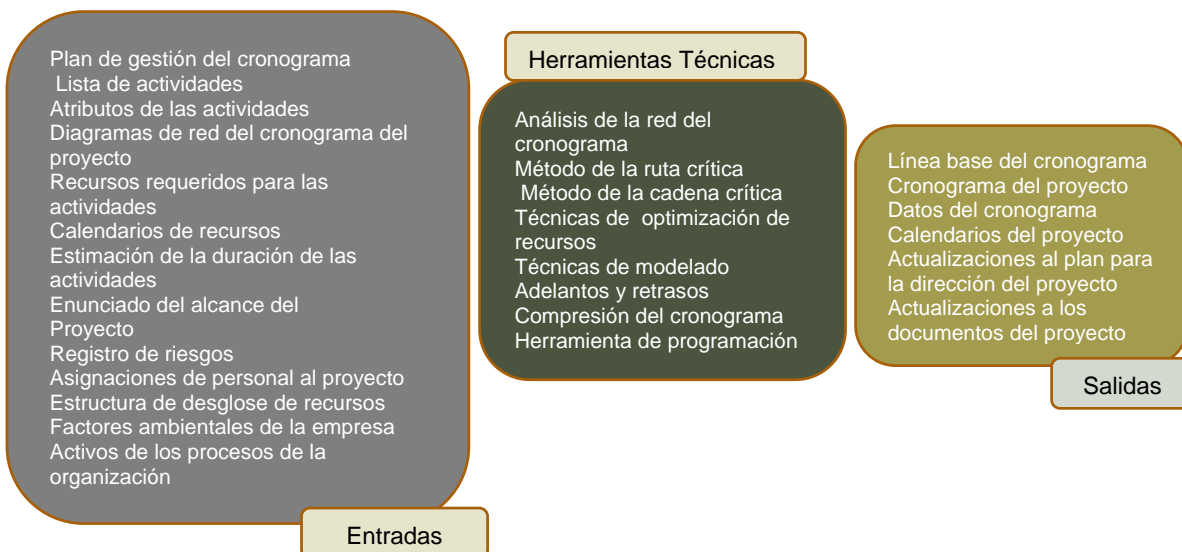 Plan de gestión del cronograma
Lista de actividades
Atributos de las actividades
Diagramas de red del cronograma del
proyecto
Recursos requeridos para las
actividades
Calendarios de recursos
Estimación de la duración de las
actividades
Enunciado del alcance del
Proyecto
Registro de riesgos
Asignaciones de personal al proyecto
Estructura de desglose de recursos
Factores ambientales de la empresa
Activos de los procesos de la
organización
Entradas
Herramientas Técnicas
Análisis de la red del
cronograma
Método de la ruta crítica
Método de la cadena crítica
Técnicas de optimización de
recursos
Técnicas de modelado
Adelantos y retrasos
Compresión del cronograma
Herramienta de programación
Línea base del cronograma
Cronograma del proyecto
Datos del cronograma
Calendarios del proyecto
Actualizaciones al plan para
la dirección del proyecto
Actualizaciones a los
documentos del proyecto
Salidas